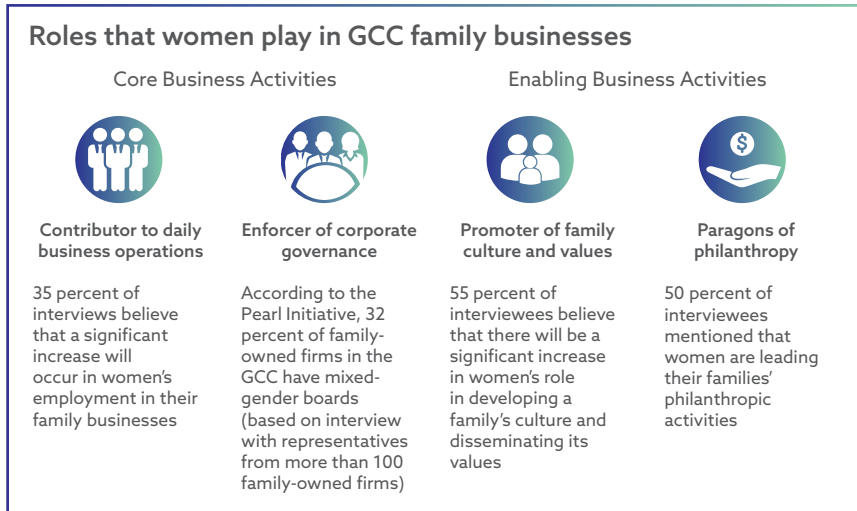 Roles that women play in GCC family businesses
Core Business Activities
Enabling Business Activities
Contributor to daily
business operations
35 percent of
interviews believe
that a significant
increase will
occur in women's
employment in their
family businesses
Enforcer of corporate
governance
According to the
Pearl Initiative, 32
percent of family-
owned firms in the
GCC have mixed-
gender boards
(based on interview
with representatives
from more than 100
family-owned firms)
Promoter of family
culture and values
55 percent of
interviewees believe
that there will be a
significant increase
in women's role
in developing a
family's culture and
disseminating its
values
$
Paragons of
philanthropy
50 percent of
interviewees
mentioned that
women are leading
their families'
philanthropic
activities